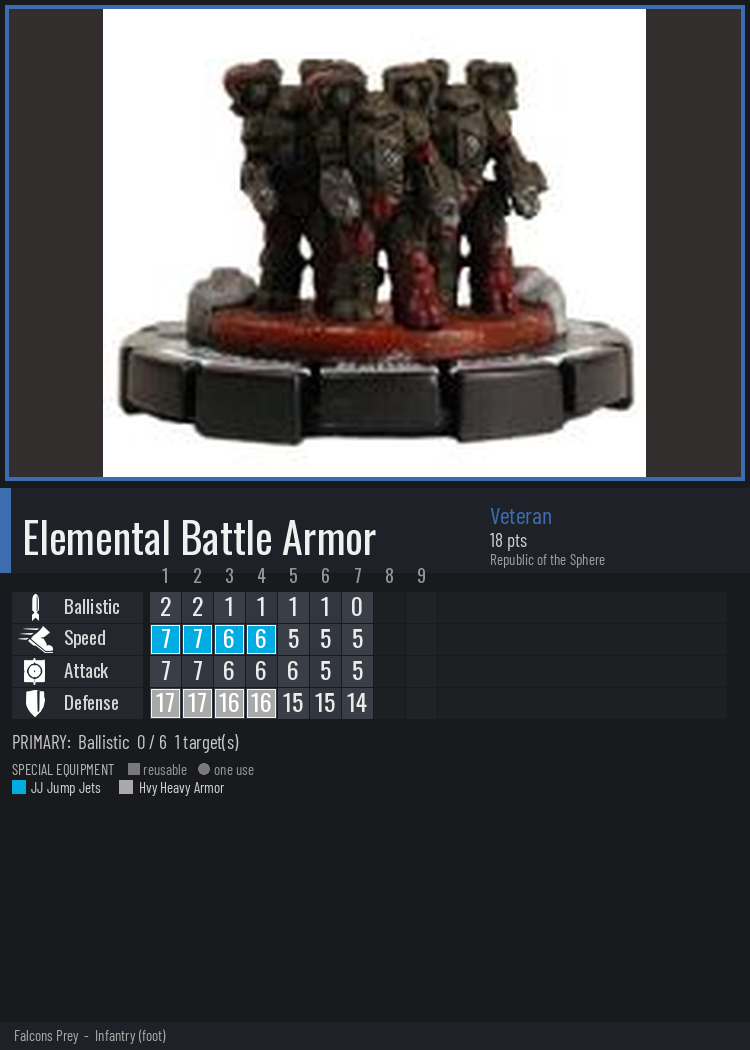 Elemental Battle Armor
Veteran
18 pts
Republic of the Sphere
1 2 3 4 5 6 7 8 9
Ballistic 2 2 1 1 1 1 0
Speed 7 7 6 6 5 5 5
Attack 7 7 6 6 6 5 5
Defense 17 17 16 16 15 15 14
PRIMARY: Ballistic 0 / 6 1 target(s)
SPECIAL EQUIPMENT reusable one use
JJ Jump Jets Hvy Heavy Armor
Falcons Prey - Infantry (foot)